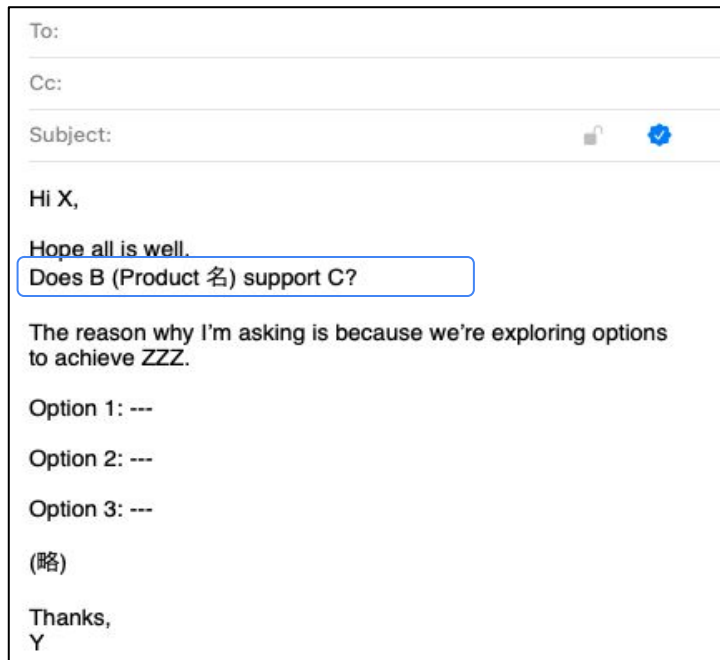 To:
Cc:
Subject:
Hi X,
Hope all is well.
Does B (Product 名) support C?
The reason why I’m asking is because we’re exploring options
to achieve ZZZ.
Option 1: ---
Option 2: ---
Option 3: ---
(略)
Thanks,
Y